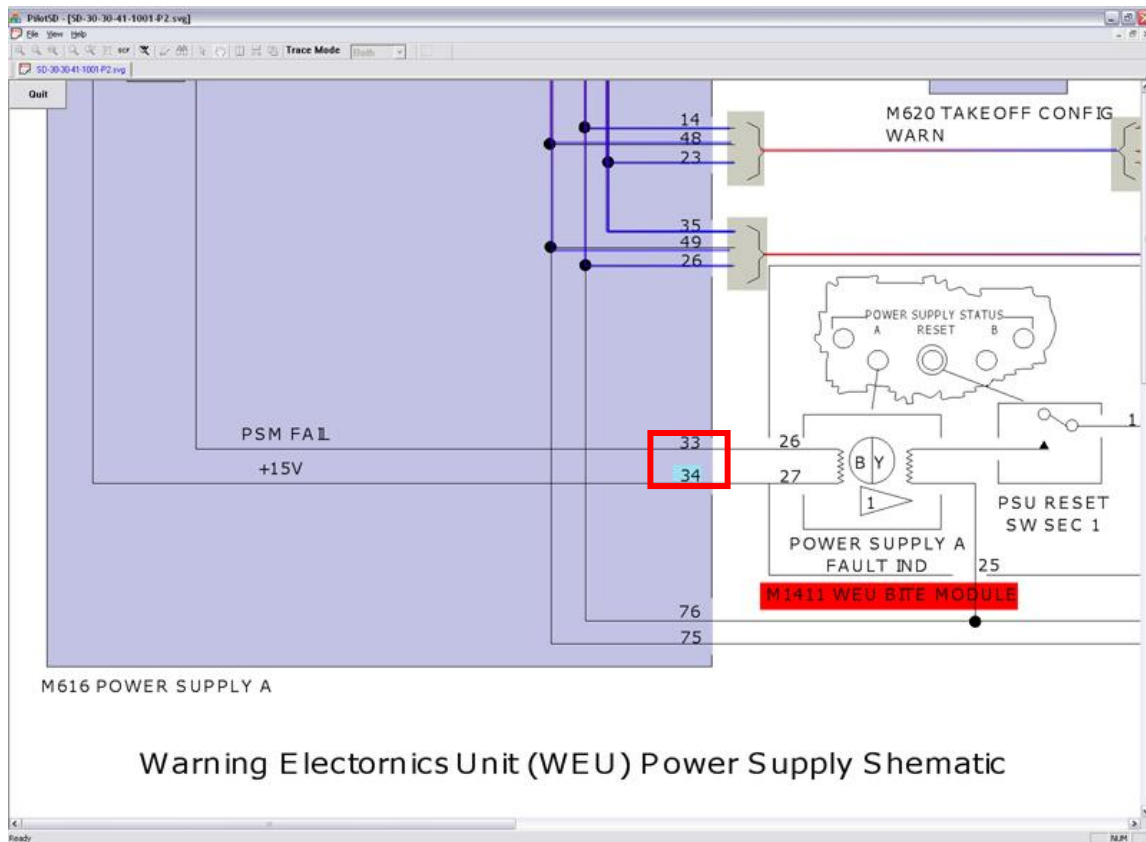 PilotSD - [SD-30-30-41-1001-P2.svg]
File View Help
SCF Trace Mode Both
SD-30-30-41-1001-P2.svg
Quit
M620 TAKEOFF CONFIG
WARN
14
48
23
35
49
26
POWER SUPPLY STATUS
A RESET B
PSM FAIL 33 26 1
+15V 34 27 B Y
1
PSU RESET
SW SEC 1
POWER SUPPLY A
FAULT IND 25
M1411 WEU BITE MODULE
76
75
M616 POWER SUPPLY A
Warning Electornics Unit (WEU) Power Supply Shematic
Ready NUM